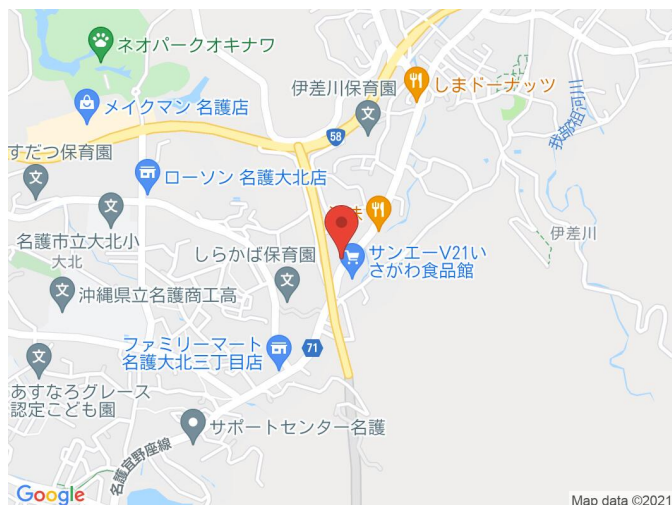 ネオパークオキナワ
伊差川保育園
しまドーナッツ
メイクマン 名護店
58
我部祖河川
すだつ保育園
ローソン 名護大北店
名護市立大北小
大北
しらかば保育園
サンエーV21い
さがわ食品館
伊差川
沖縄県立名護商工高
ファミリーマート
名護大北三丁目店
71
あすなろグレース
認定こども園
サポートセンター名護
名護宜野座線
Google
Map data ©2021